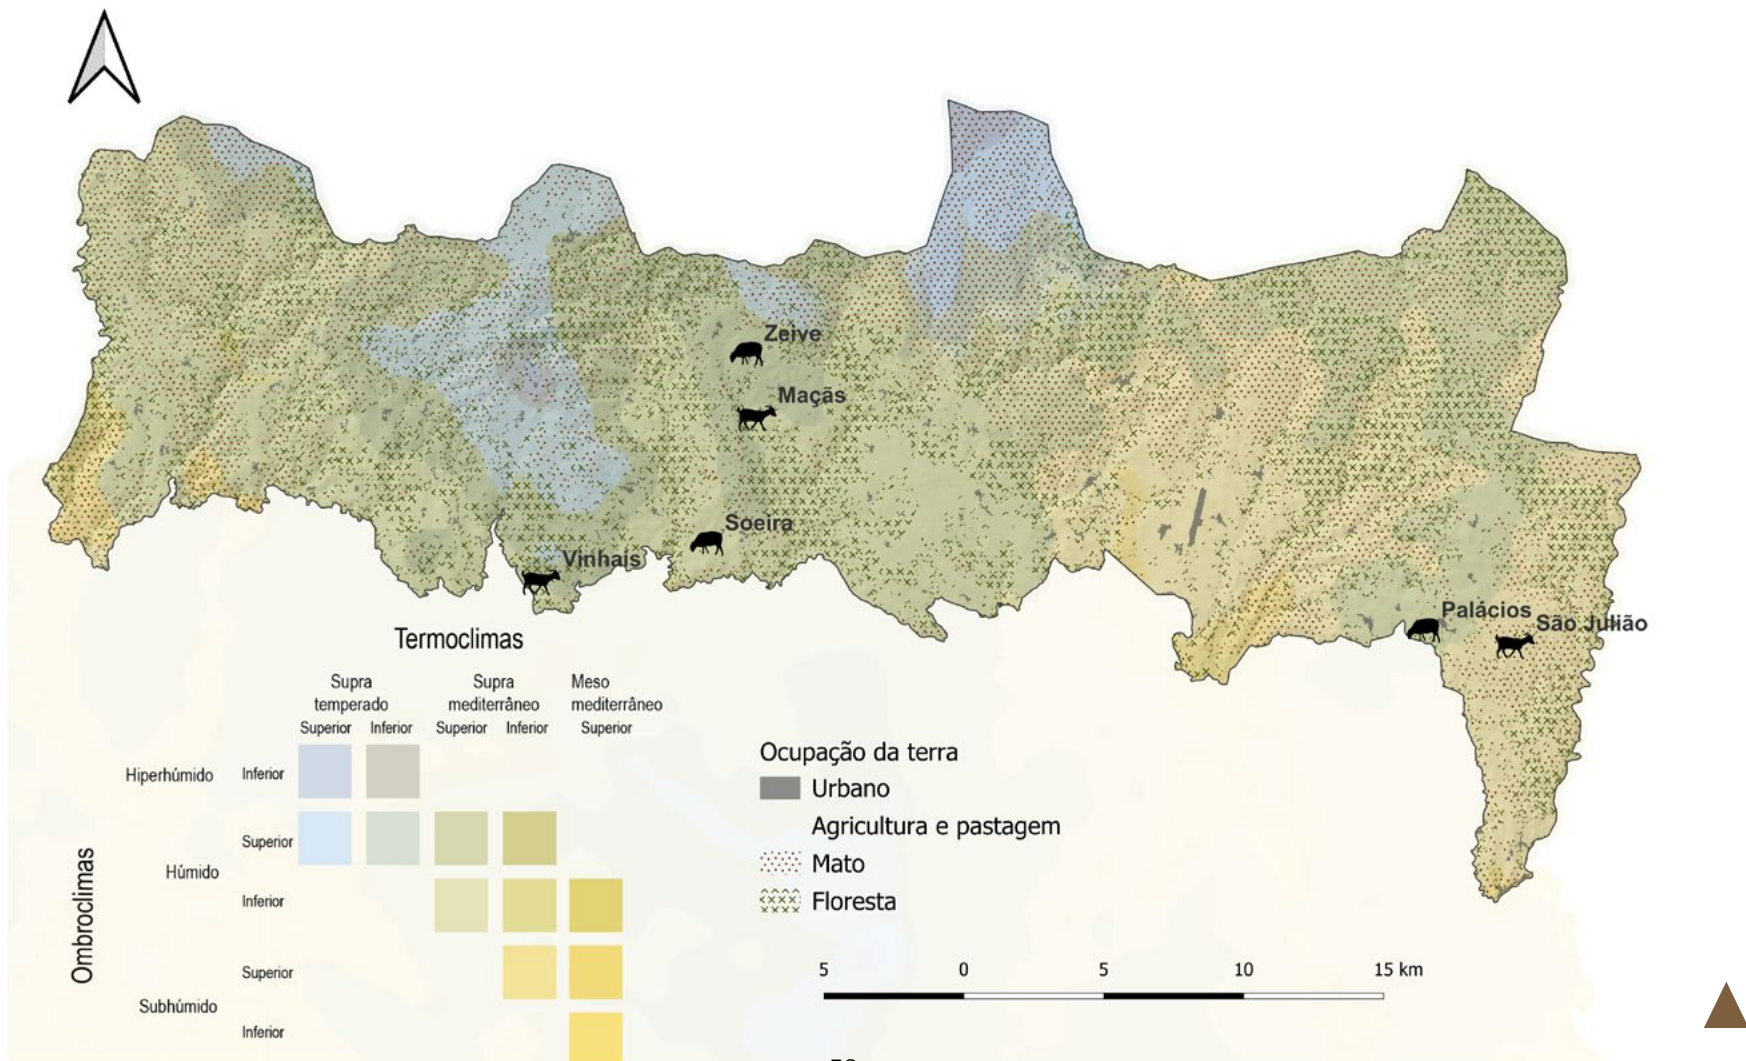 Zeive
Maçãs
Soeira
Vinhais
Palácios
São Julião
Termoclimas
Supra
temperado
Supra
mediterrâneo
Meso
mediterrâneo
Superior
Inferior
Superior
Inferior
Superior
Ombroclimas
Hiperhúmido
Inferior
Superior
Húmido
Inferior
Superior
Subhúmido
Inferior
Ocupação da terra
Urbano
Agricultura e pastagem
Mato
Floresta
5 0 5 10 15 km